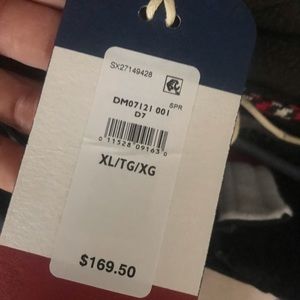 SX27149428
DM07121 001
SPR
D7
0 11528 09163 0
XL/TG/XG
$169.50